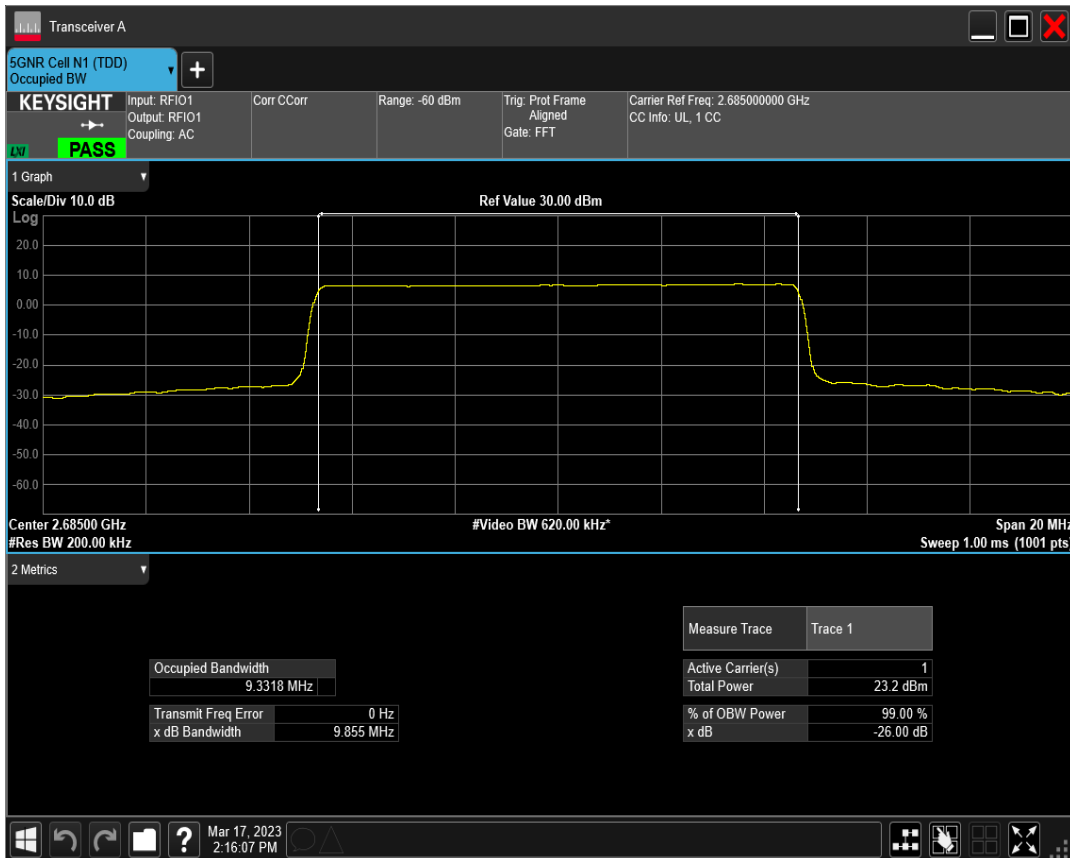 Transceiver A
5GNR Cell N1 (TDD)
Occupied BW
+
KEYSIGHT
LXI
PASS
Input: RFIO1
Output: RFIO1
Coupling: AC
Corr CCorr
Range: -60 dBm
Trig: Prot Frame
Aligned
Gate: FFT
Carrier Ref Freq: 2.685000000 GHz
CC Info: UL, 1 CC
1 Graph
Scale/Div 10.0 dB
Ref Value 30.00 dBm
Log
20.0
10.0
0.00
-10.0
-20.0
-30.0
-40.0
-50.0
-60.0
Center 2.68500 GHz
#Video BW 620.00 kHz*
Span 20 MHz
#Res BW 200.00 kHz
Sweep 1.00 ms (1001 pts)
2 Metrics
Measure Trace Trace 1
Occupied Bandwidth
9.3318 MHz
Active Carrier(s) 1
Total Power 23.2 dBm
Transmit Freq Error 0 Hz
x dB Bandwidth 9.855 MHz
% of OBW Power 99.00 %
x dB -26.00 dB
?
Mar 17, 2023
2:16:07 PM